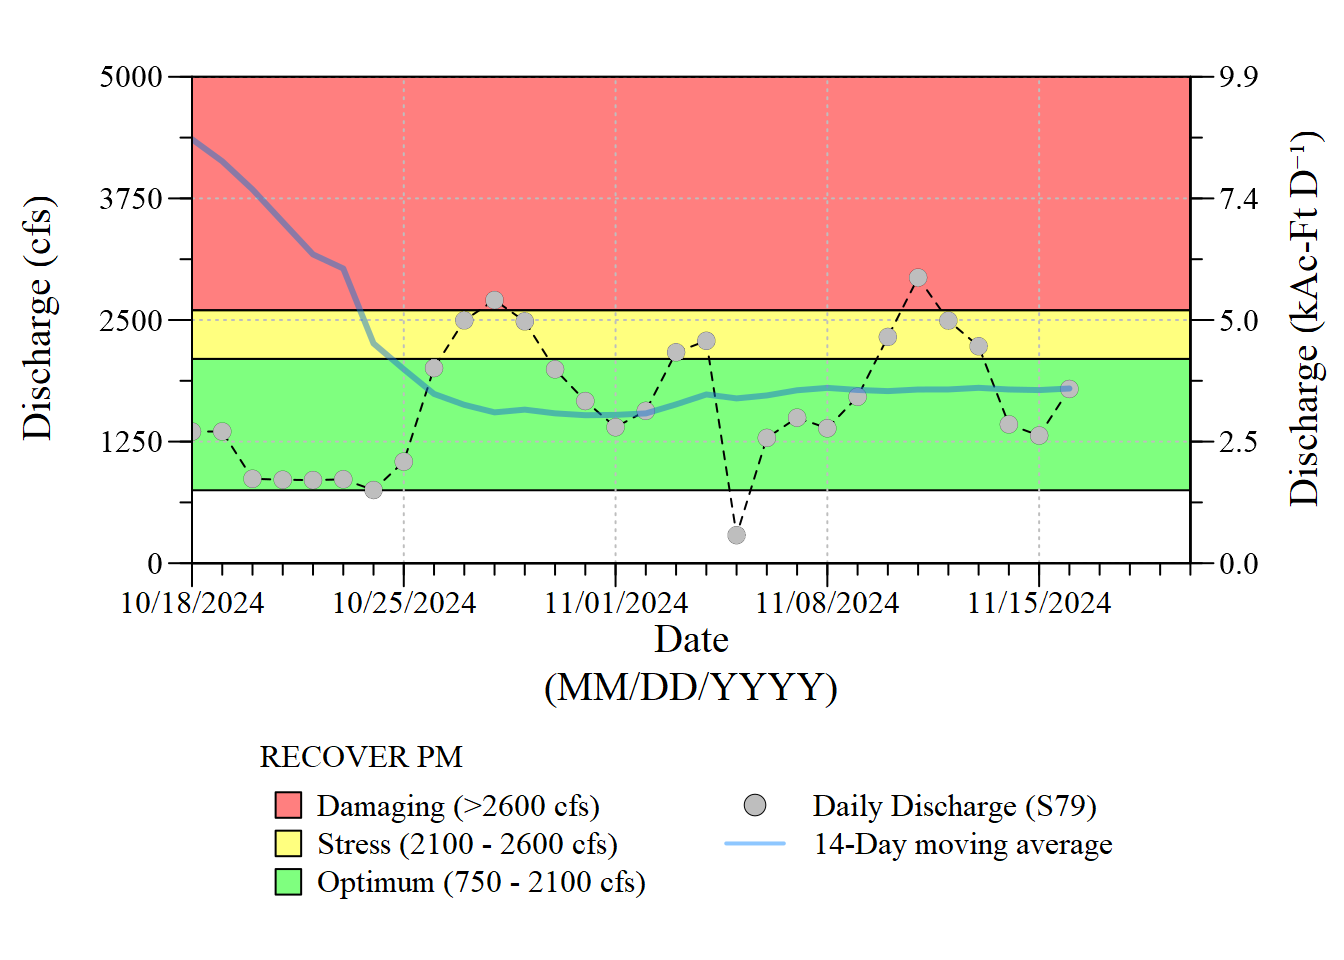 5000
3750
2500
1250
0
Discharge (cfs)
9.9
7.4
5.0
2.5
0.0
Discharge (kAc-Ft D⁻¹)
10/18/2024 10/25/2024 11/01/2024 11/08/2024 11/15/2024
Date
(MM/DD/YYYY)
RECOVER PM
Damaging (>2600 cfs)
Stress (2100 - 2600 cfs)
Optimum (750 - 2100 cfs)
Daily Discharge (S79)
14-Day moving average